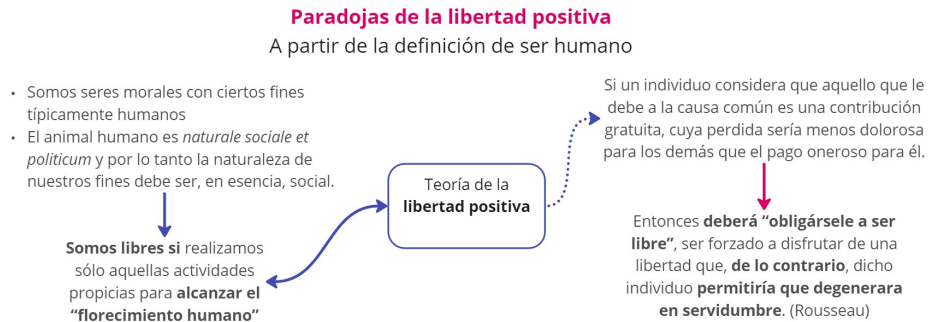 Paradojas de la libertad positiva
A partir de la definición de ser humano
• Somos seres morales con ciertos fines
típicamente humanos
• El animal humano es naturale sociale et
politicum y por lo tanto la naturaleza de
nuestros fines debe ser, en esencia, social.
Somos libres si realizamos
sólo aquellas actividades
propicias para alcanzar el
“florecimiento humano”
Teoría de la
libertad positiva
Si un individuo considera que aquello que le
debe a la causa común es una contribución
gratuita, cuya perdida sería menos dolorosa
para los demás que el pago oneroso para él.
Entonces deberá “obligársele a ser
libre”, ser forzado a disfrutar de una
libertad que, de lo contrario, dicho
individuo permitiría que degenerara
en servidumbre. (Rousseau)